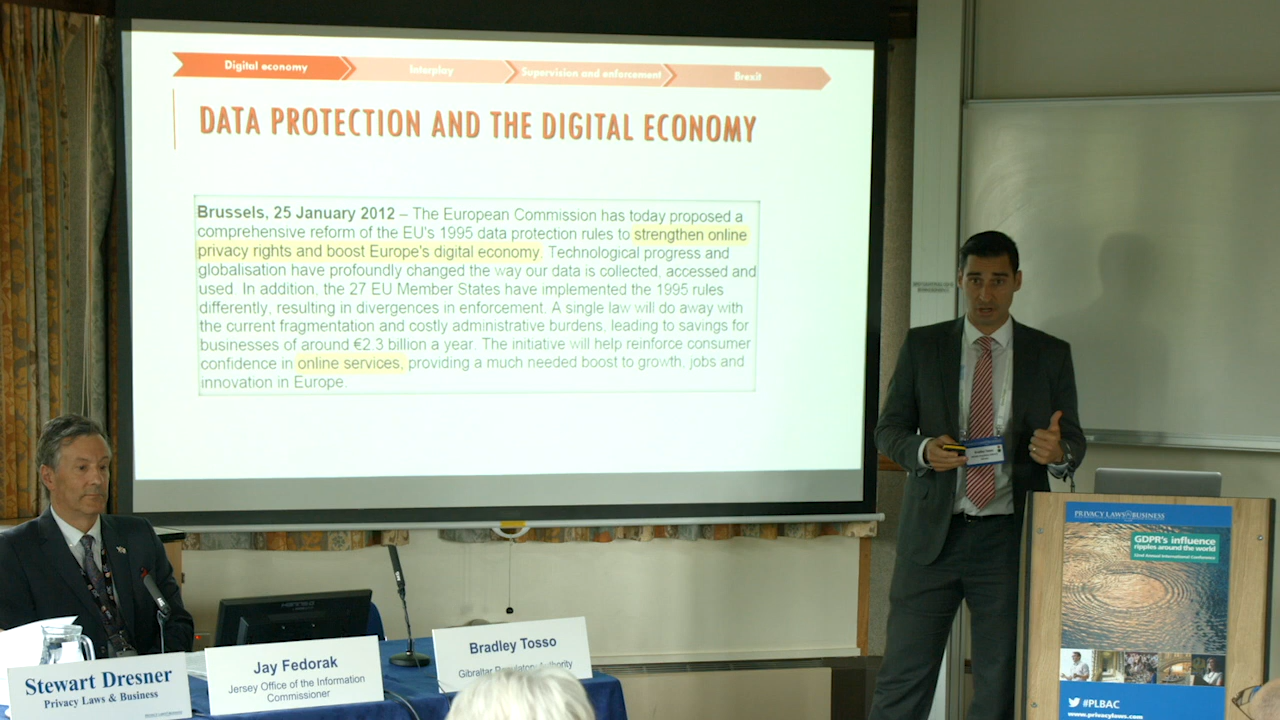 Digital economy
Interplay
Supervision and enforcement
Brexit
DATA PROTECTION AND THE DIGITAL ECONOMY
Brussels, 25 January 2012 – The European Commission has today proposed a
comprehensive reform of the EU's 1995 data protection rules to strengthen online
privacy rights and boost Europe's digital economy. Technological progress and
globalisation have profoundly changed the way our data is collected, accessed and
used. In addition, the 27 EU Member States have implemented the 1995 rules
differently, resulting in divergences in enforcement. A single law will do away with
the current fragmentation and costly administrative burdens, leading to savings for
businesses of around €2.3 billion a year. The initiative will help reinforce consumer
confidence in online services, providing a much needed boost to growth, jobs and
innovation in Europe.
Stewart Dresner
Privacy Laws & Business
Jay Fedorak
Jersey Office of the Information
Commissioner
Bradley Tosso
Gibraltar Regulatory Authority
PRIVACY LAWS & BUSINESS
GDPR's influence
ripples around the world
32nd Annual International Conference
#PLBAC
www.privacylaws.com